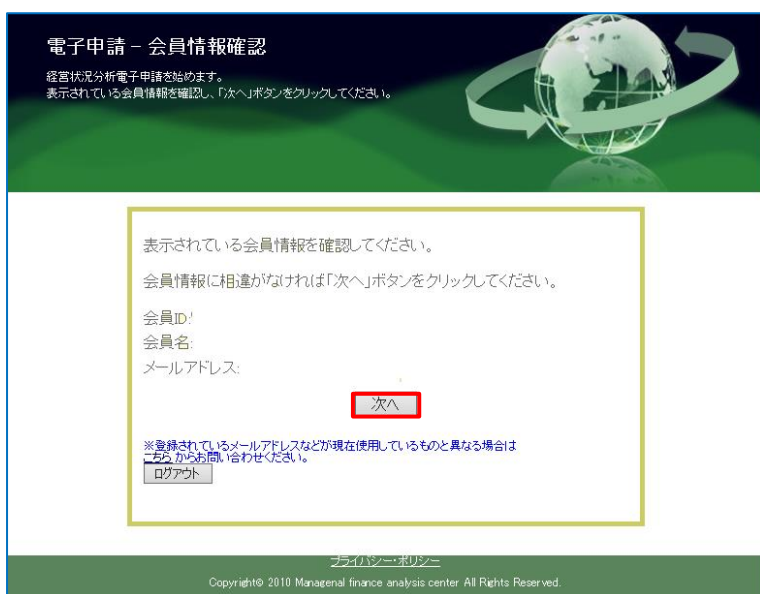 電子申請 – 会員情報確認
経営状況分析電子申請を始めます。
表示されている会員情報を確認し、「次へ」ボタンをクリックしてください。
表示されている会員情報を確認してください。
会員情報に相違がなければ「次へ」ボタンをクリックしてください。
会員ID:
会員名:
メールアドレス:
次へ
※登録されているメールアドレスなどが現在使用しているものと異なる場合は
こちら からお問い合わせください。
ログアウト
プライバシー・ポリシー
Copyright© 2010 Managenal finance analysis center All Rights Reserved.